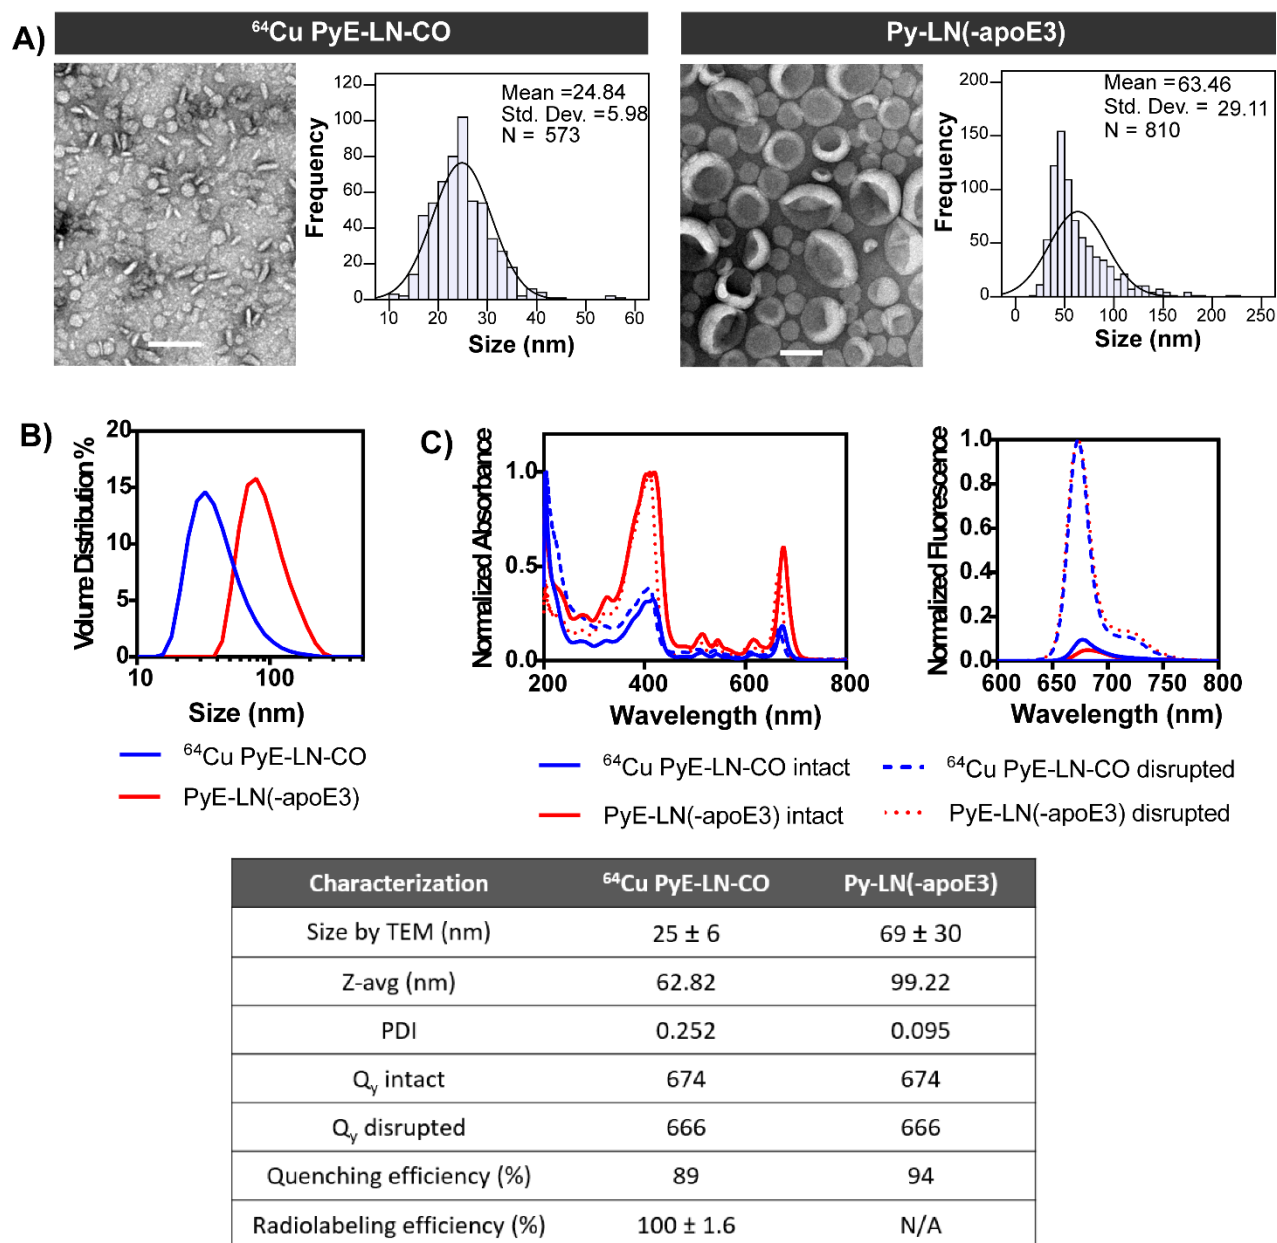 A)
⁶⁴Cu PyE-LN-CO
Py-LN(-apoE3)
Frequency
120
100
80
60
40
20
0
Mean =24.84
Std. Dev. =5.98
N = 573
10 20 30 40 50 60
Size (nm)
Frequency
200
150
100
50
0
Mean =63.46
Std. Dev. = 29.11
N = 810
0 50 100 150 200 250
Size (nm)
B)
Volume Distribution %
20
15
10
5
0
10 100
Size (nm)
⁶⁴Cu PyE-LN-CO
PyE-LN(-apoE3)
C)
Normalized Absorbance
1.0
0.5
0.0
200 400 600 800
Wavelength (nm)
Normalized Fluorescence
1.0
0.8
0.6
0.4
0.2
0.0
600 650 700 750 800
Wavelength (nm)
⁶⁴Cu PyE-LN-CO intact
⁶⁴Cu PyE-LN-CO disrupted
PyE-LN(-apoE3) intact
PyE-LN(-apoE3) disrupted
Characterization ⁶⁴Cu PyE-LN-CO Py-LN(-apoE3)
Size by TEM (nm) 25 ± 6 69 ± 30
Z-avg (nm) 62.82 99.22
PDI 0.252 0.095
Qy intact 674 674
Qy disrupted 666 666
Quenching efficiency (%) 89 94
Radiolabeling efficiency (%) 100 ± 1.6 N/A